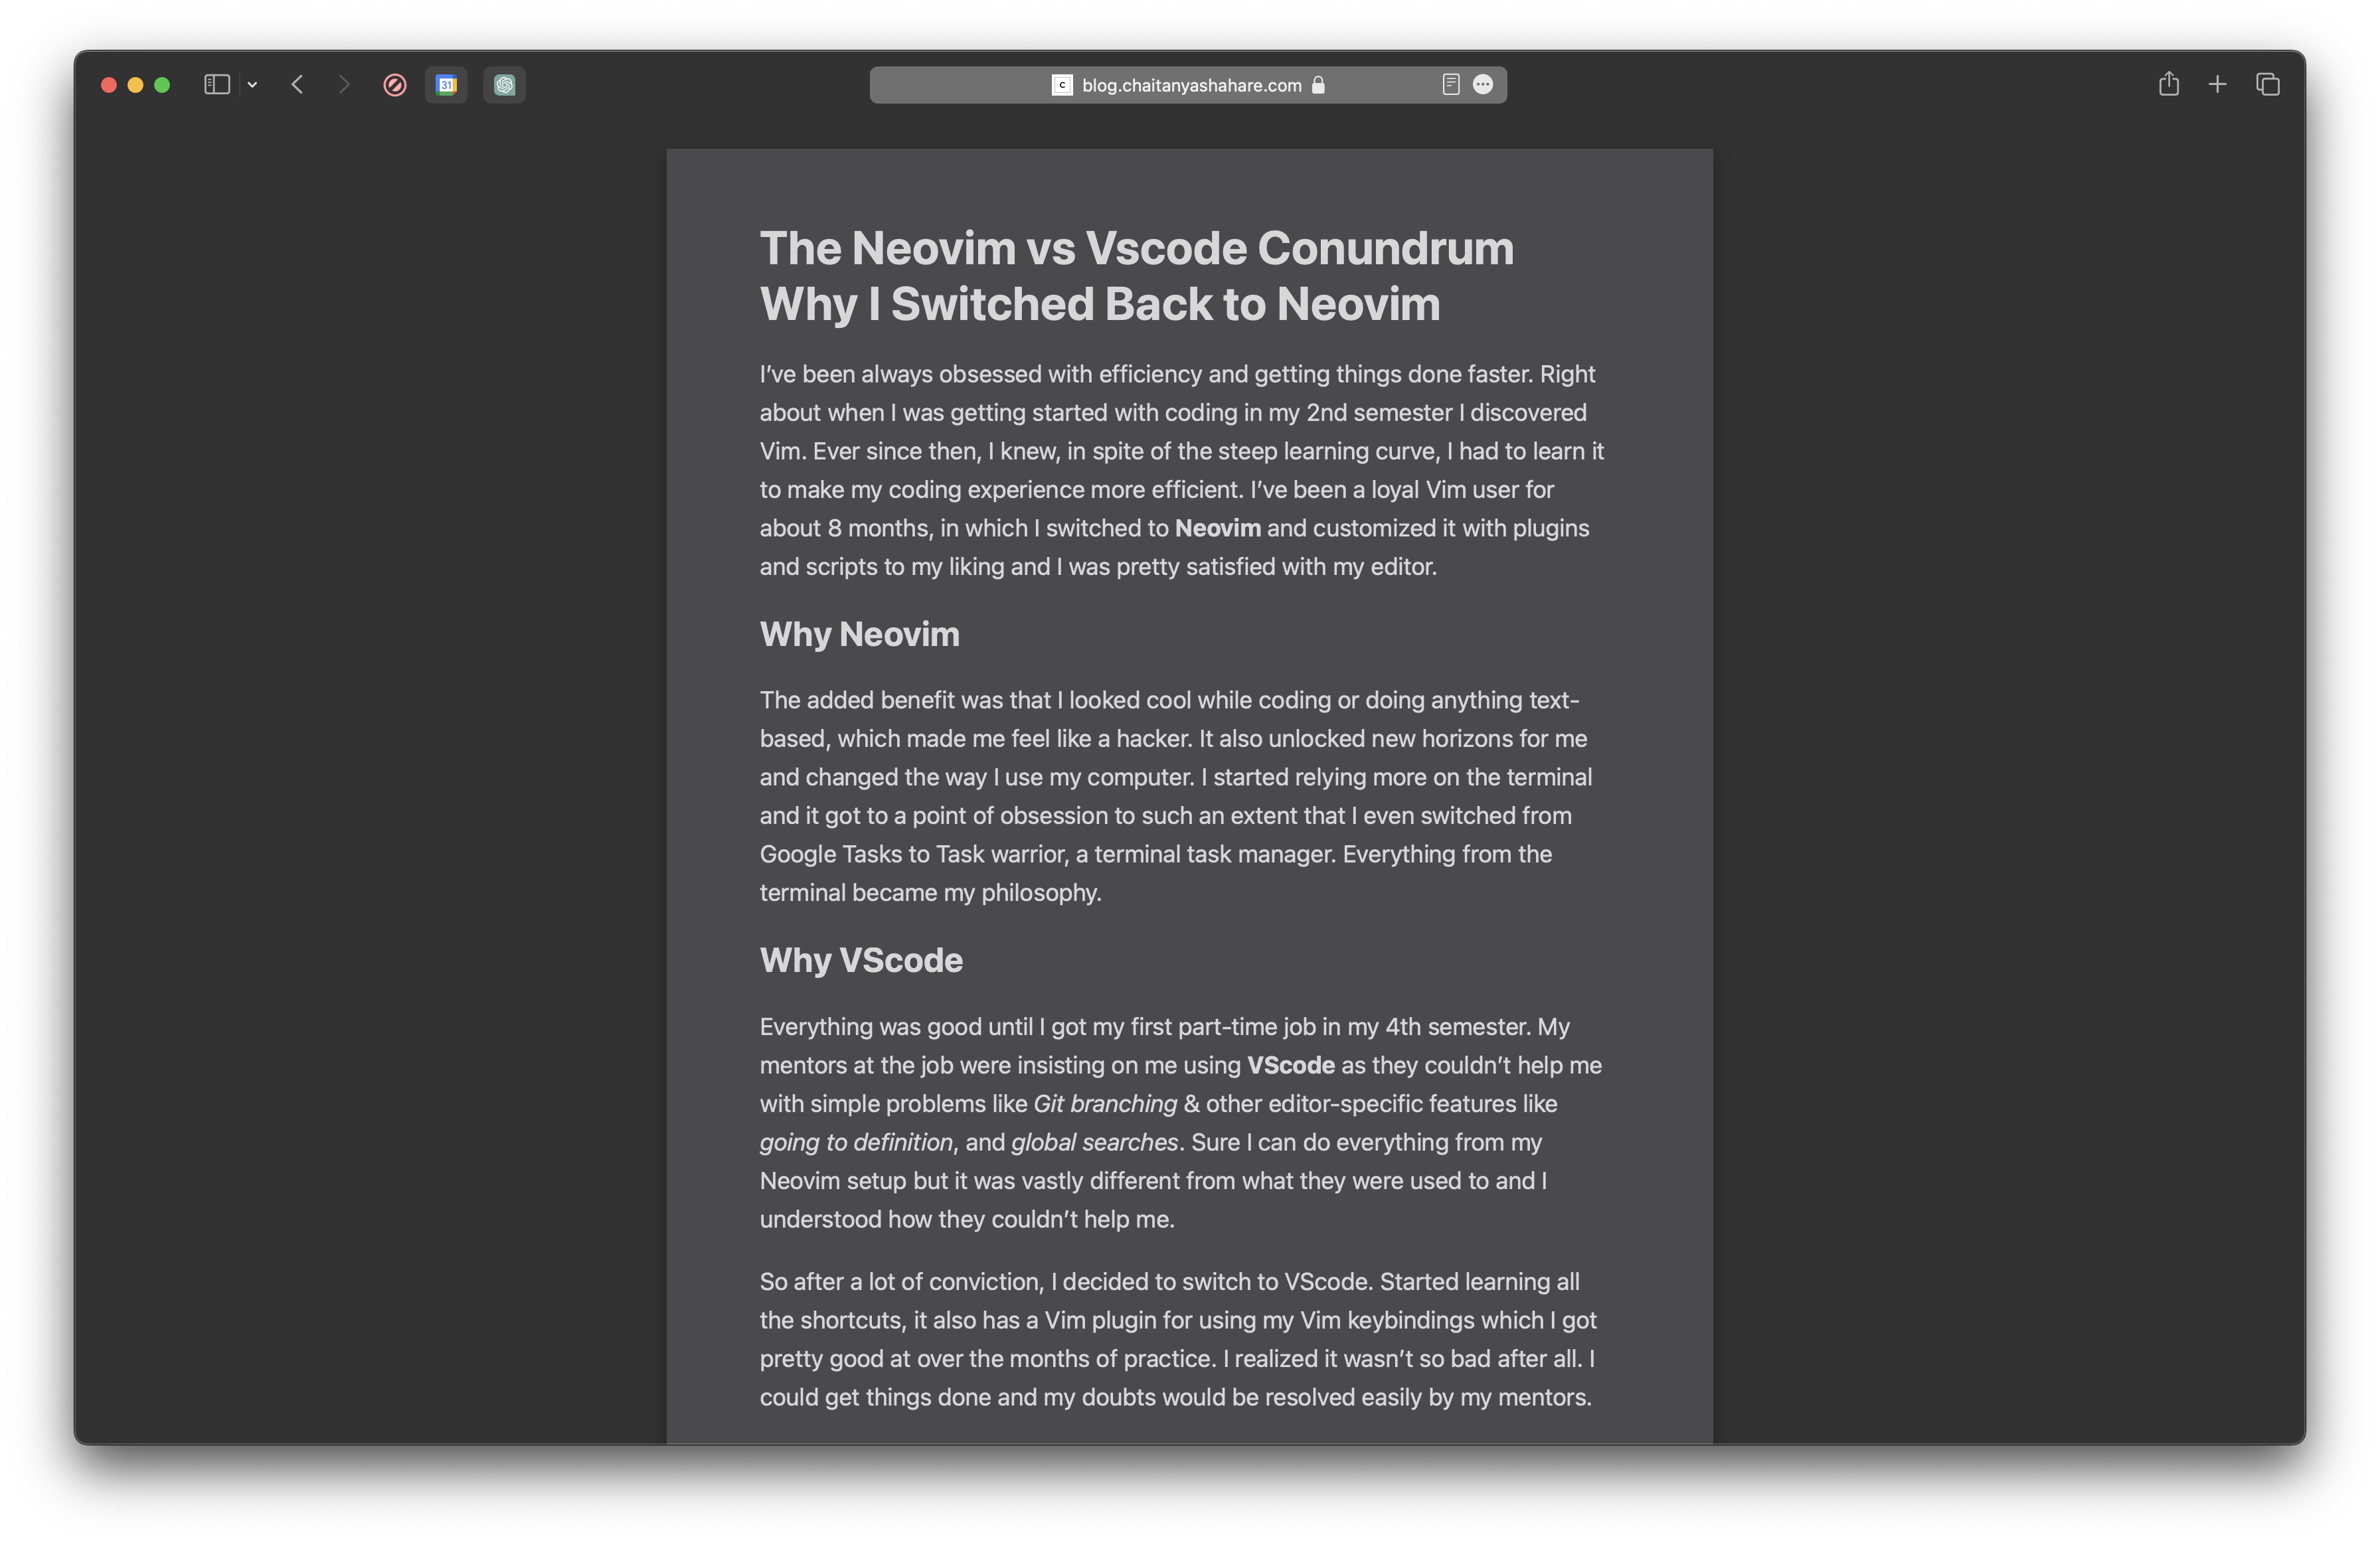 31
C blog.chaitanyashahare.com
The Neovim vs Vscode Conundrum
Why I Switched Back to Neovim
I’ve been always obsessed with efficiency and getting things done faster. Right
about when I was getting started with coding in my 2nd semester I discovered
Vim. Ever since then, I knew, in spite of the steep learning curve, I had to learn it
to make my coding experience more efficient. I’ve been a loyal Vim user for
about 8 months, in which I switched to Neovim and customized it with plugins
and scripts to my liking and I was pretty satisfied with my editor.
Why Neovim
The added benefit was that I looked cool while coding or doing anything text-
based, which made me feel like a hacker. It also unlocked new horizons for me
and changed the way I use my computer. I started relying more on the terminal
and it got to a point of obsession to such an extent that I even switched from
Google Tasks to Task warrior, a terminal task manager. Everything from the
terminal became my philosophy.
Why VScode
Everything was good until I got my first part-time job in my 4th semester. My
mentors at the job were insisting on me using VScode as they couldn’t help me
with simple problems like Git branching & other editor-specific features like
going to definition, and global searches. Sure I can do everything from my
Neovim setup but it was vastly different from what they were used to and I
understood how they couldn’t help me.
So after a lot of conviction, I decided to switch to VScode. Started learning all
the shortcuts, it also has a Vim plugin for using my Vim keybindings which I got
pretty good at over the months of practice. I realized it wasn’t so bad after all. I
could get things done and my doubts would be resolved easily by my mentors.